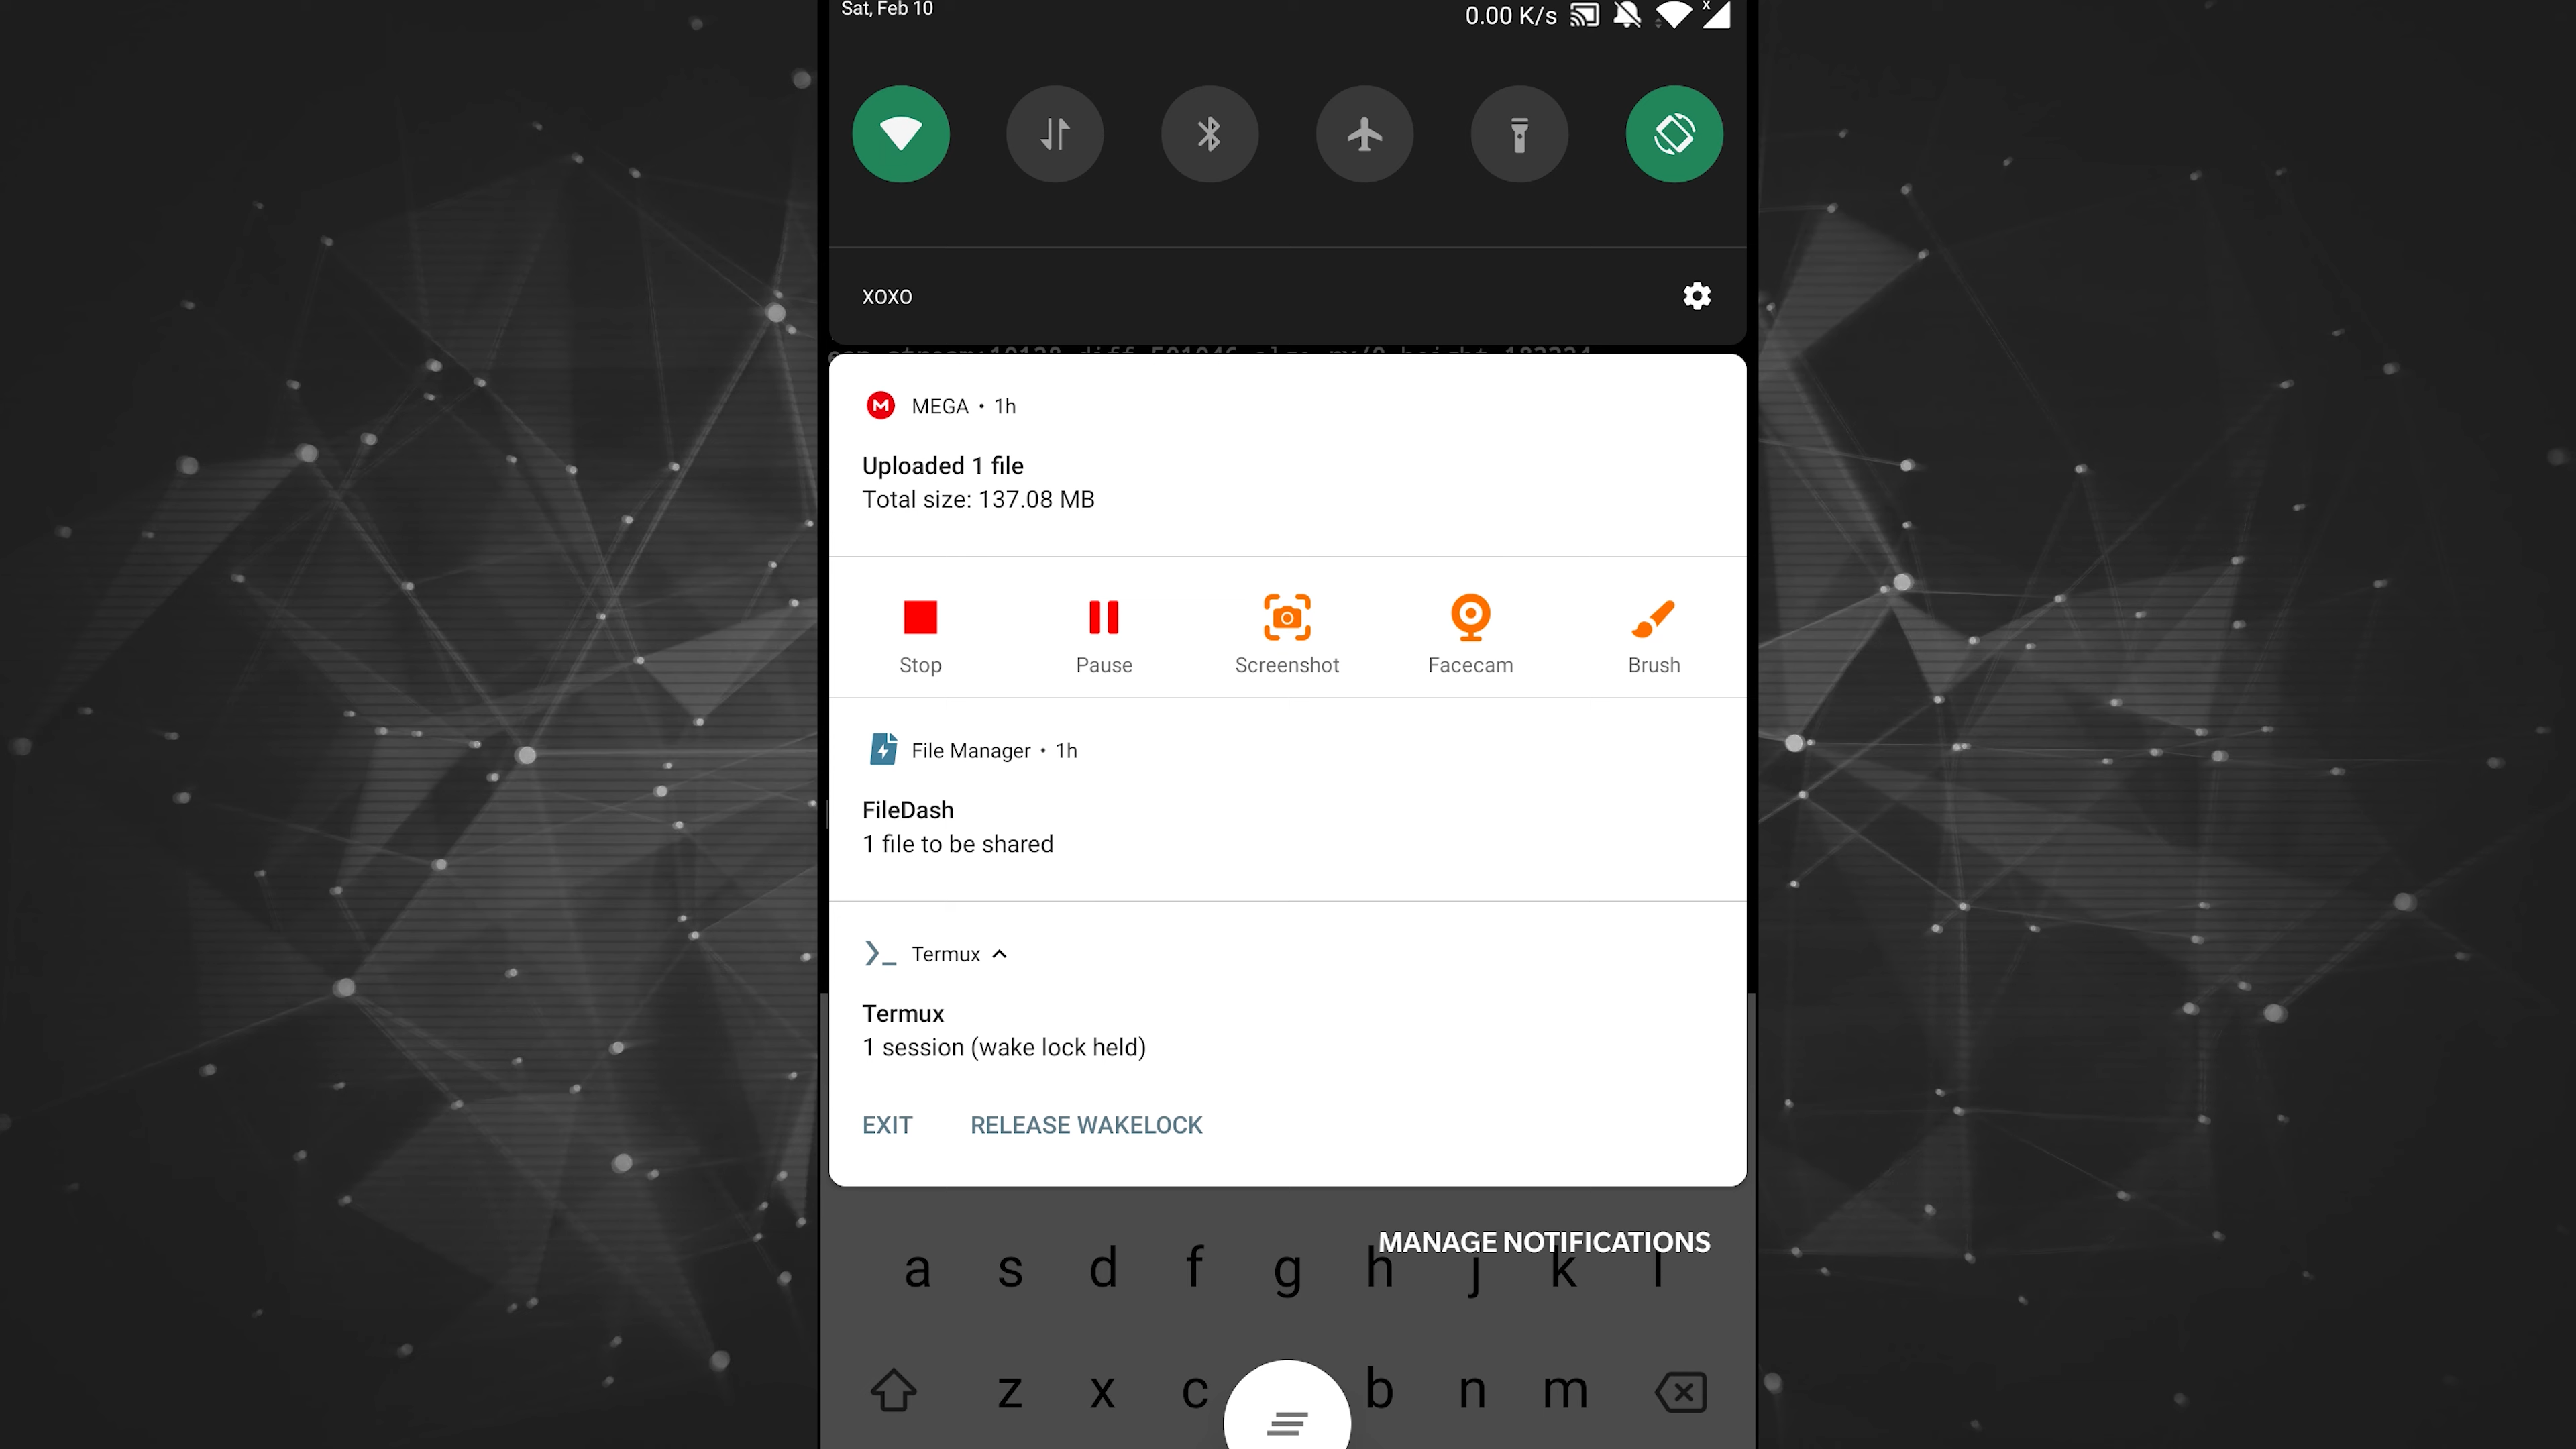 Sat, Feb 10
0.00 K/s
xoxo
MEGA • 1h
Uploaded 1 file
Total size: 137.08 MB
Stop Pause Screenshot Facecam Brush
File Manager • 1h
FileDash
1 file to be shared
Termux
Termux
1 session (wake lock held)
EXIT RELEASE WAKELOCK
MANAGE NOTIFICATIONS
a s d f g h j k l
z x c b n m